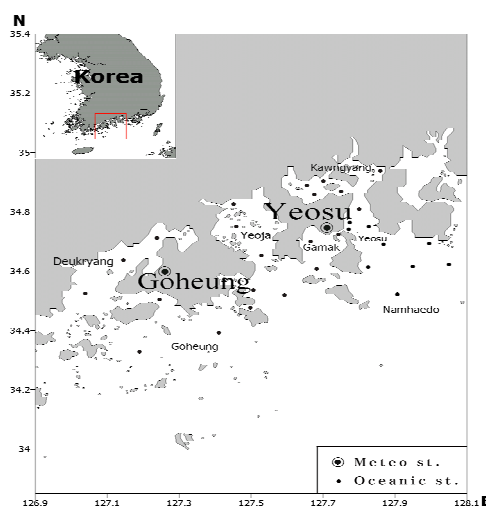 N
35.4
Korea
35.2
35
Kawngyang
34.8
Yeosu
Yeoja
Yeosu
Gamak
Deukryang
34.6
Goheung
Namhaedo
34.4
Goheung
34.2
34
Meteo st.
Oceanic st.
126.9 127.1 127.3 127.5 127.7 127.9 128.1 E